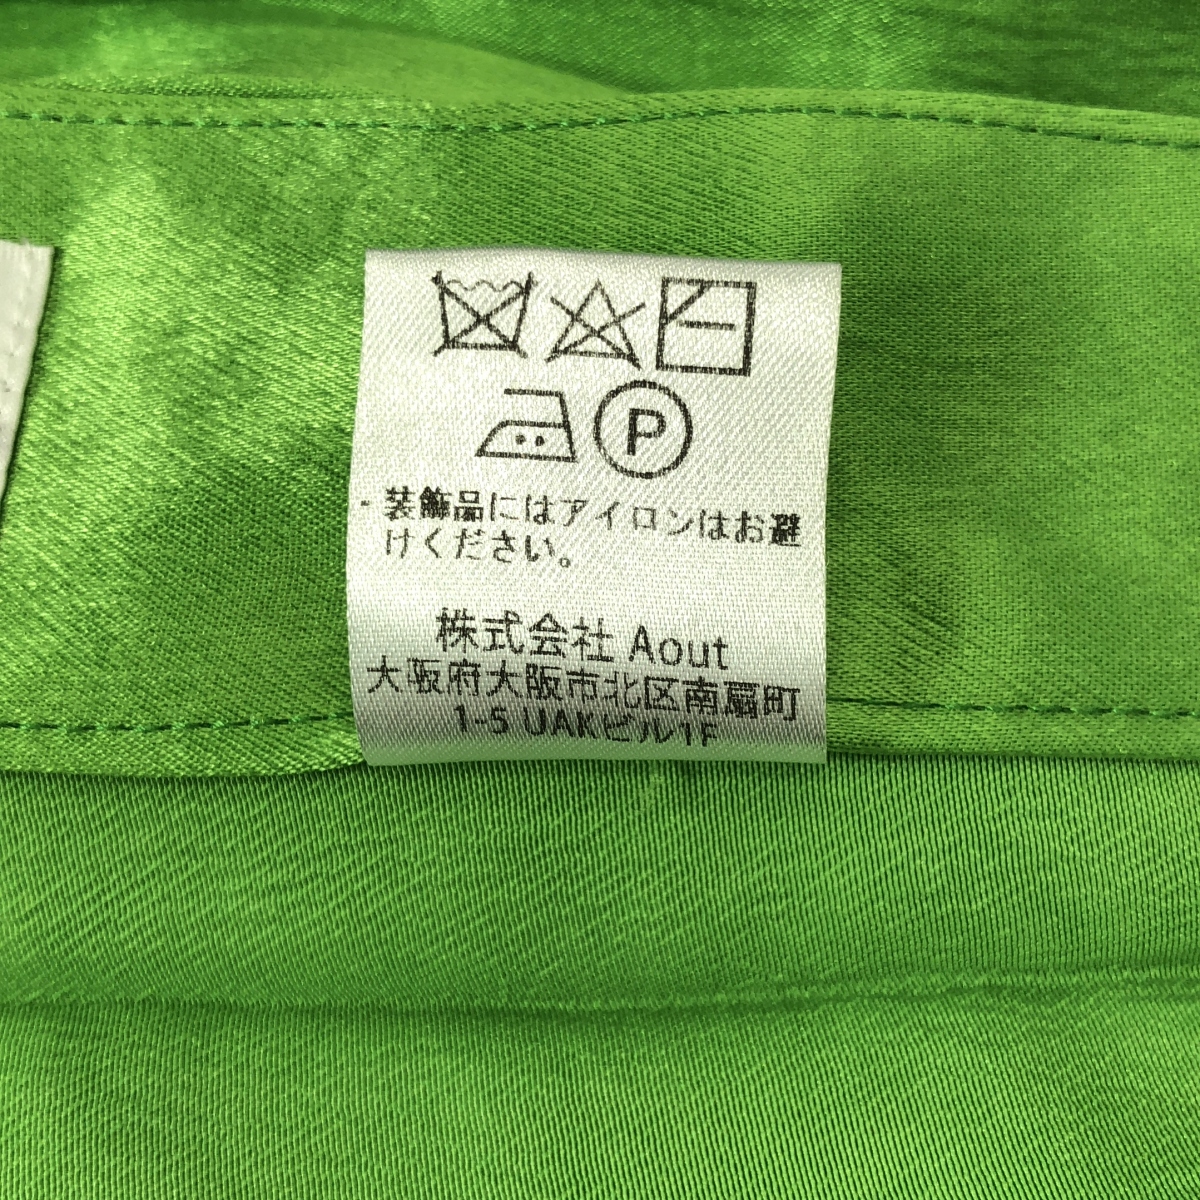 P
・装飾品にはアイロンはお避
けください。
株式会社 Aout
大阪府大阪市北区南扇町
1-5 UAKビル1F